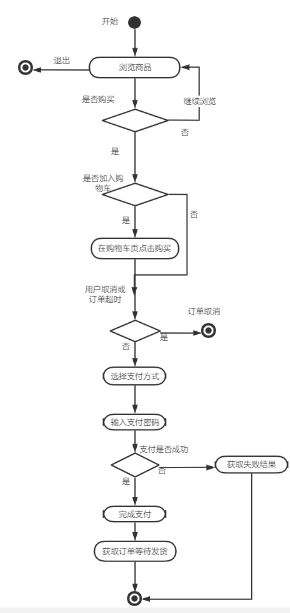 开始
退出
浏览商品
是否购买
继续浏览
否
是
是否加入购
物车
是
否
在购物车页点击购买
用户取消或
订单超时
订单取消
是
否
选择支付方式
输入支付密码
支付是否成功
否
获取失败结果
是
完成支付
获取订单等待发货